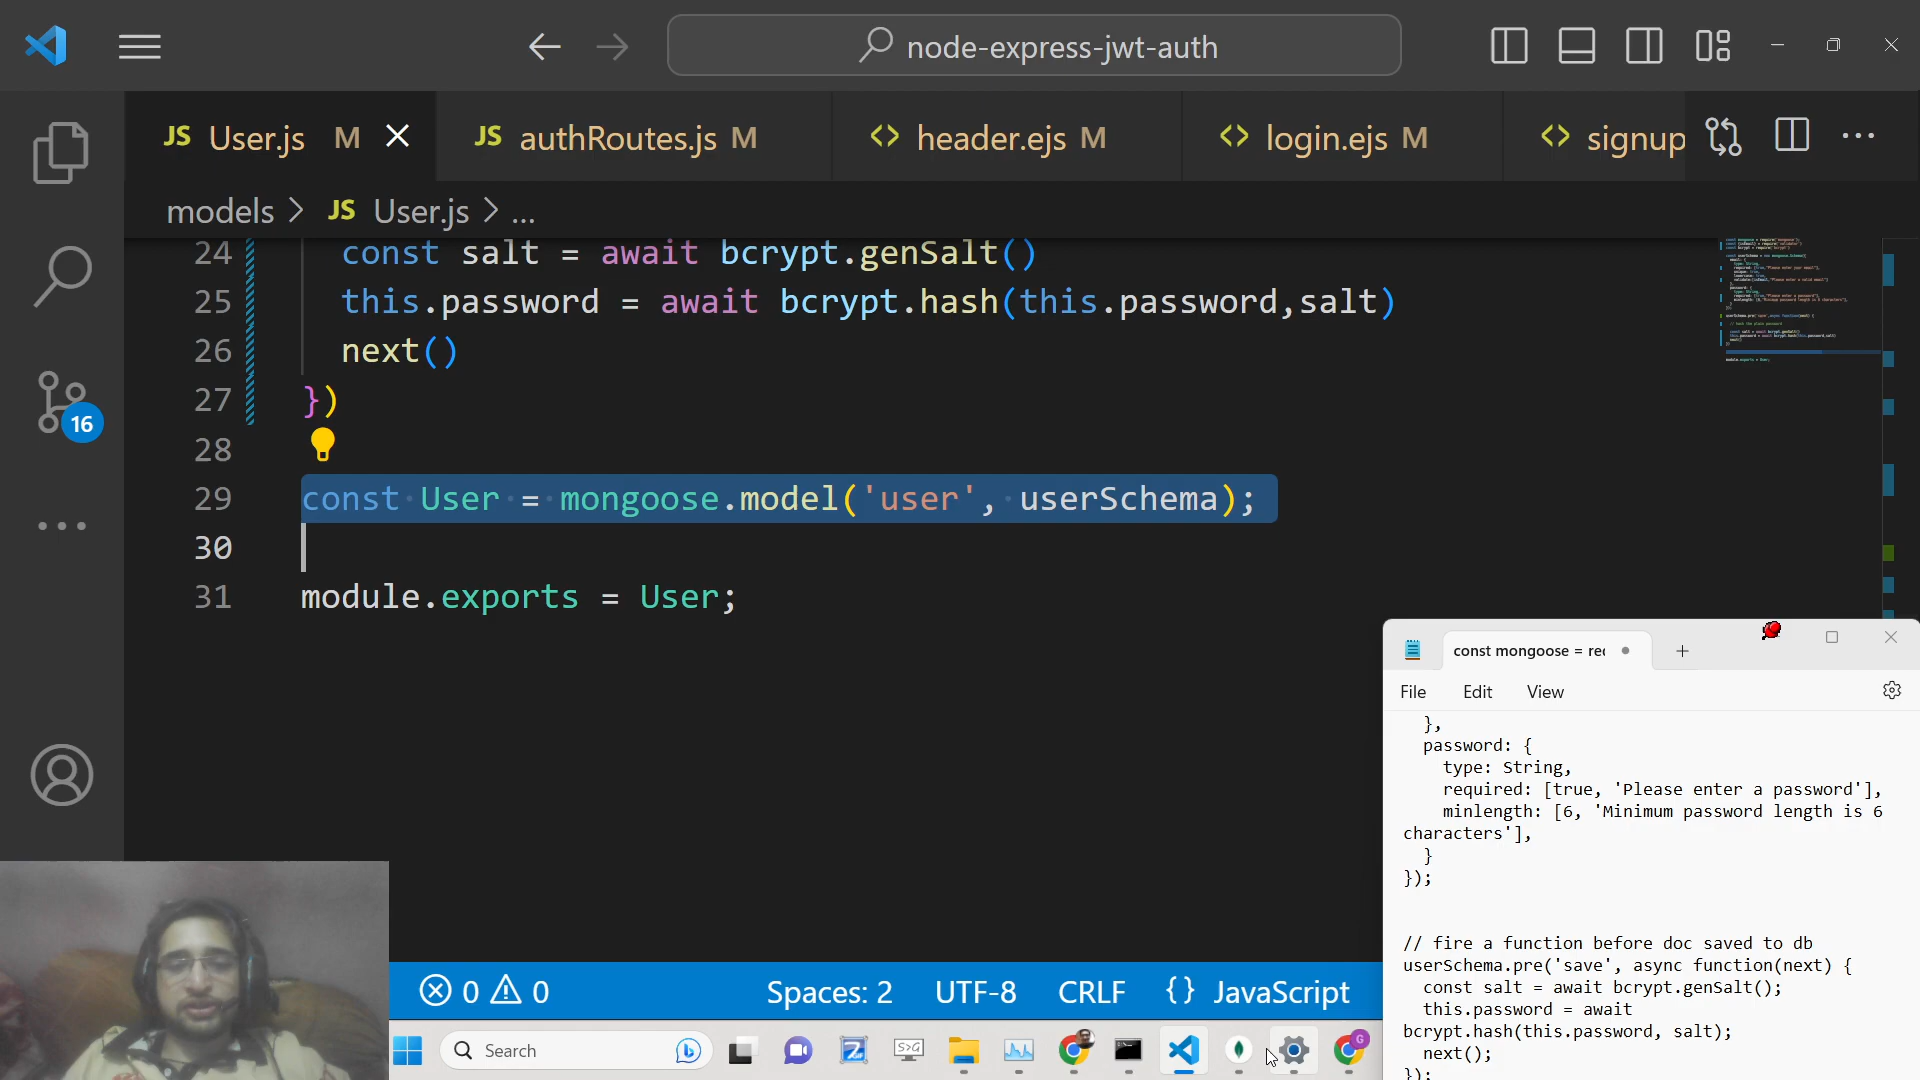 node-express-jwt-auth
JS User.js M
JS authRoutes.js M
<> header.ejs M
<> login.ejs M
<> signup
models > JS User.js > ...
24 const salt = await bcrypt.genSalt()
25 this.password = await bcrypt.hash(this.password,salt)
26 next()
27 })
28
29 const User = mongoose.model('user', userSchema);
30
31 module.exports = User;
16
const mongoose = rec
File Edit View
},
password: {
type: String,
required: [true, 'Please enter a password'],
minlength: [6, 'Minimum password length is 6
characters'],
}
});
// fire a function before doc saved to db
userSchema.pre('save', async function(next) {
const salt = await bcrypt.genSalt();
this.password = await
bcrypt.hash(this.password, salt);
next();
});
0 0 Spaces: 2 UTF-8 CRLF {} JavaScript
Search
S>G
G